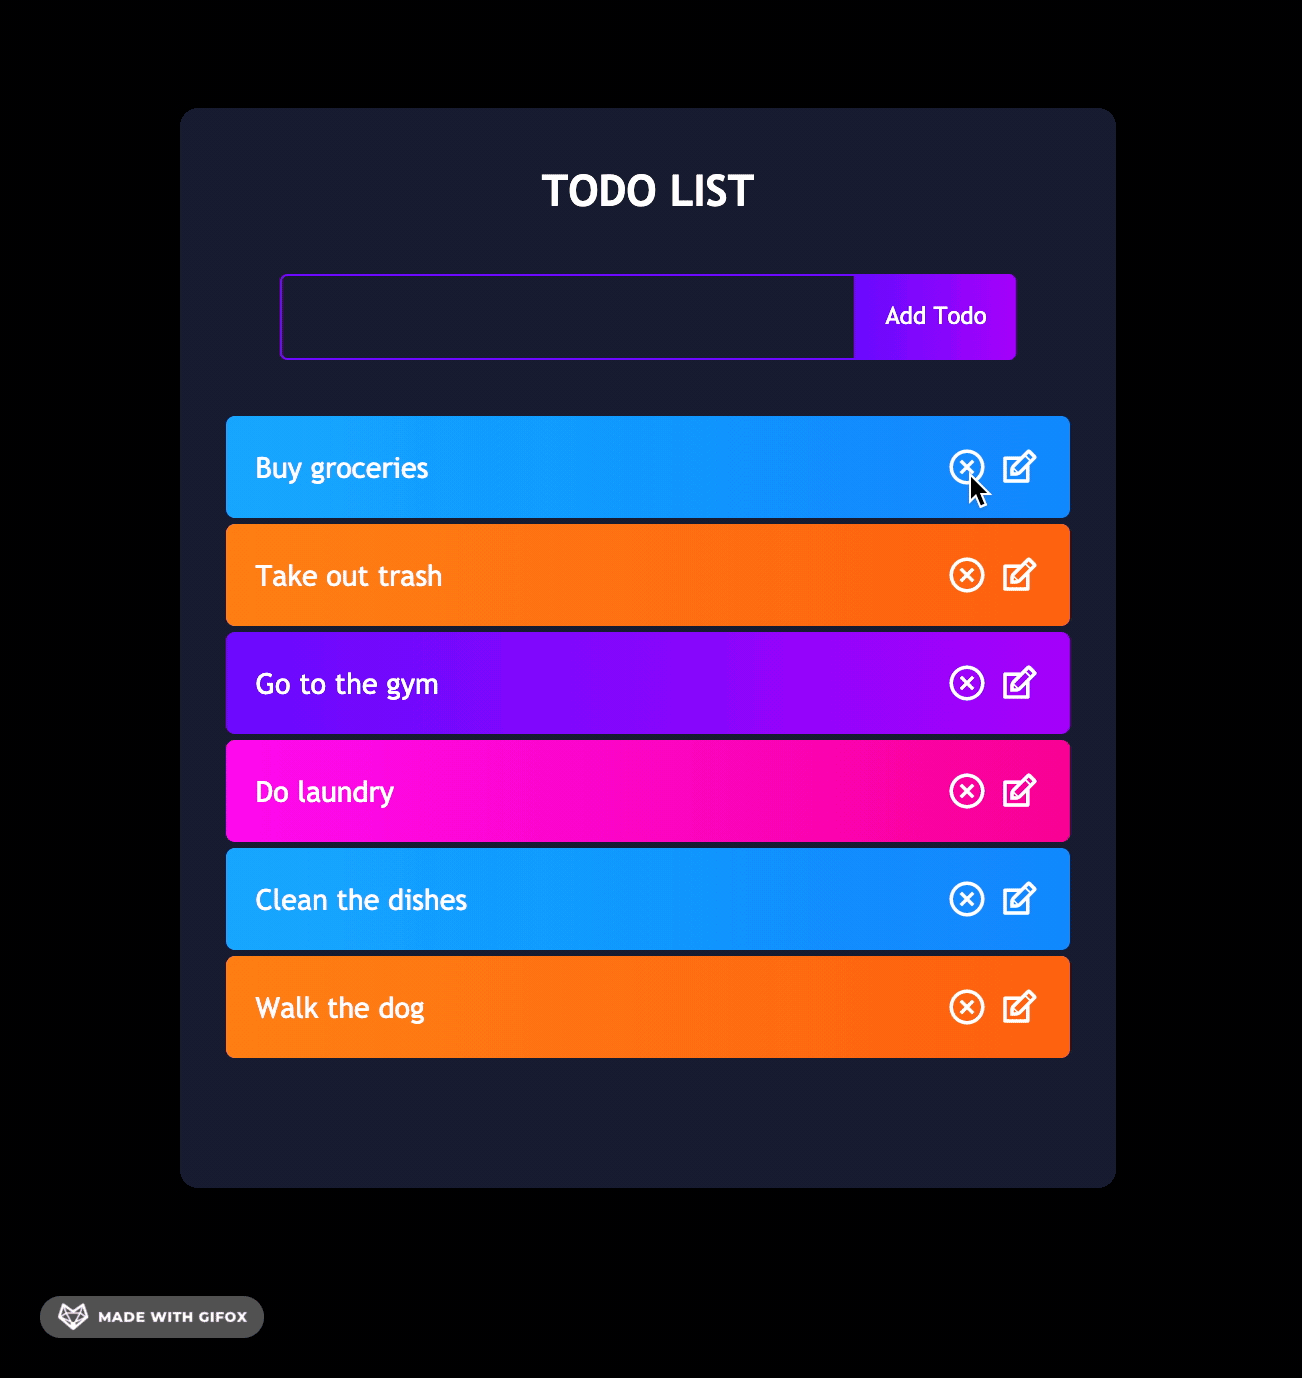 TODO LIST
Add Todo
Buy groceries
Take out trash
Go to the gym
Do laundry
Clean the dishes
Walk the dog
MADE WITH GIFOX